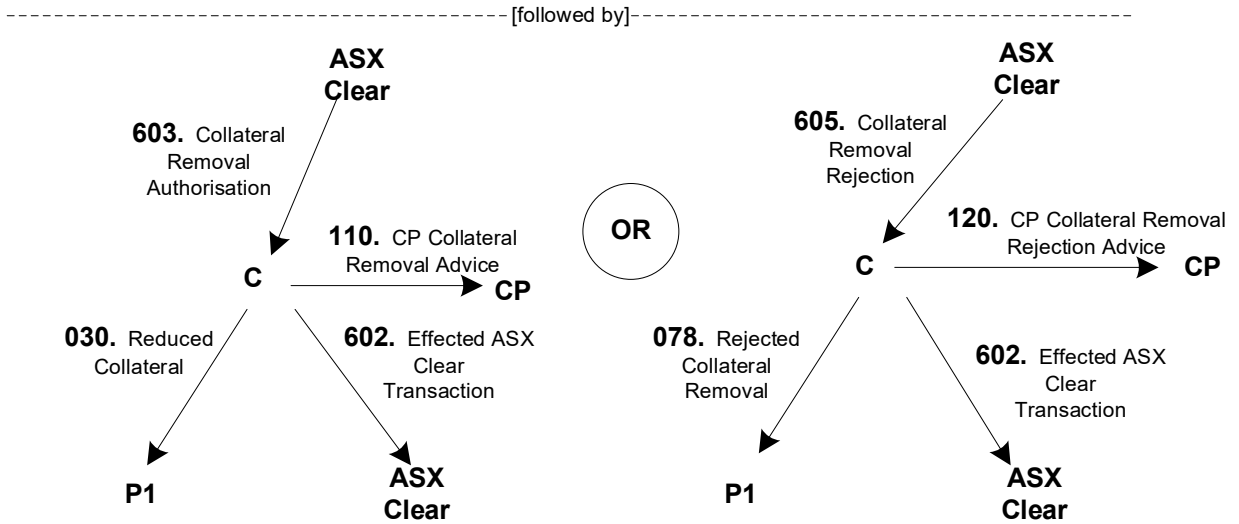 [followed by]
ASX
Clear
603. Collateral
Removal
Authorisation
110. CP Collateral
Removal Advice
C
CP
030. Reduced
Collateral
602. Effected ASX
Clear
Transaction
P1
ASX
Clear
OR
ASX
Clear
605. Collateral
Removal
Rejection
120. CP Collateral Removal
Rejection Advice
C
CP
078. Rejected
Collateral
Removal
602. Effected ASX
Clear
Transaction
P1
ASX
Clear